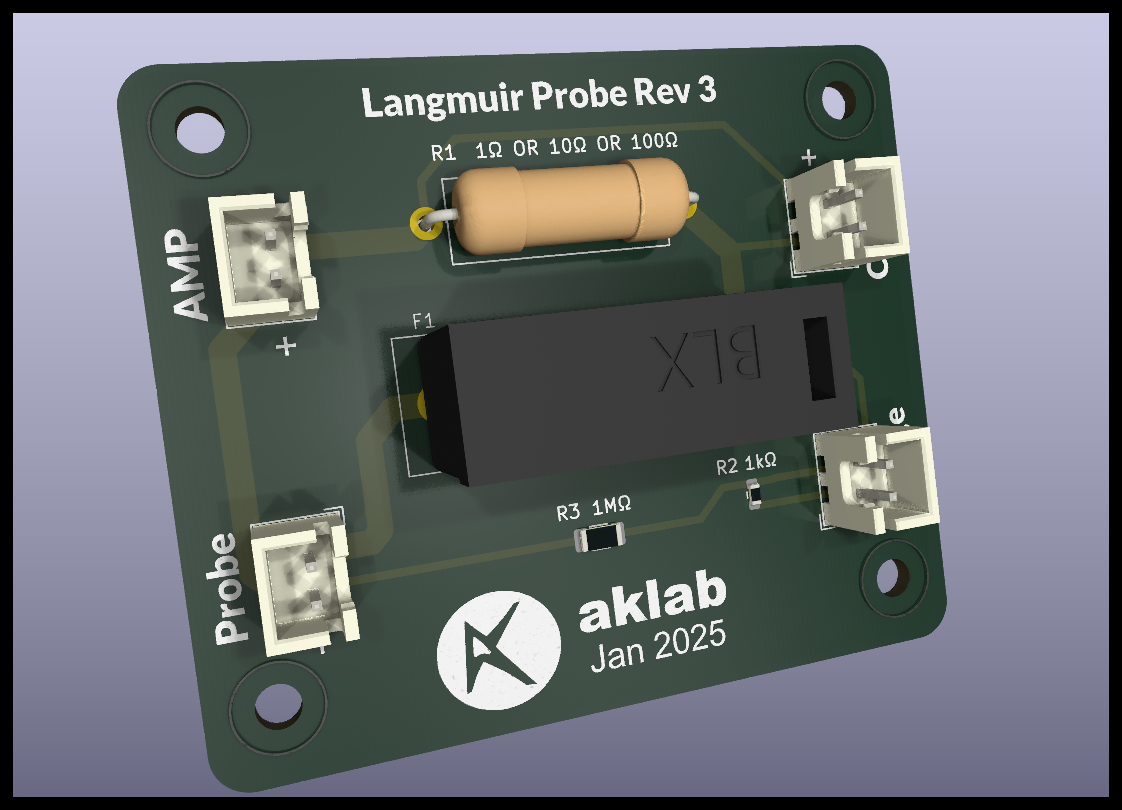 Langmuir Probe Rev 3
R1 1Ω OR 10Ω OR 100Ω
+
AMP
+
F1
BLX
R2 1kΩ
R3 1MΩ
Probe
aklab
Jan 2025